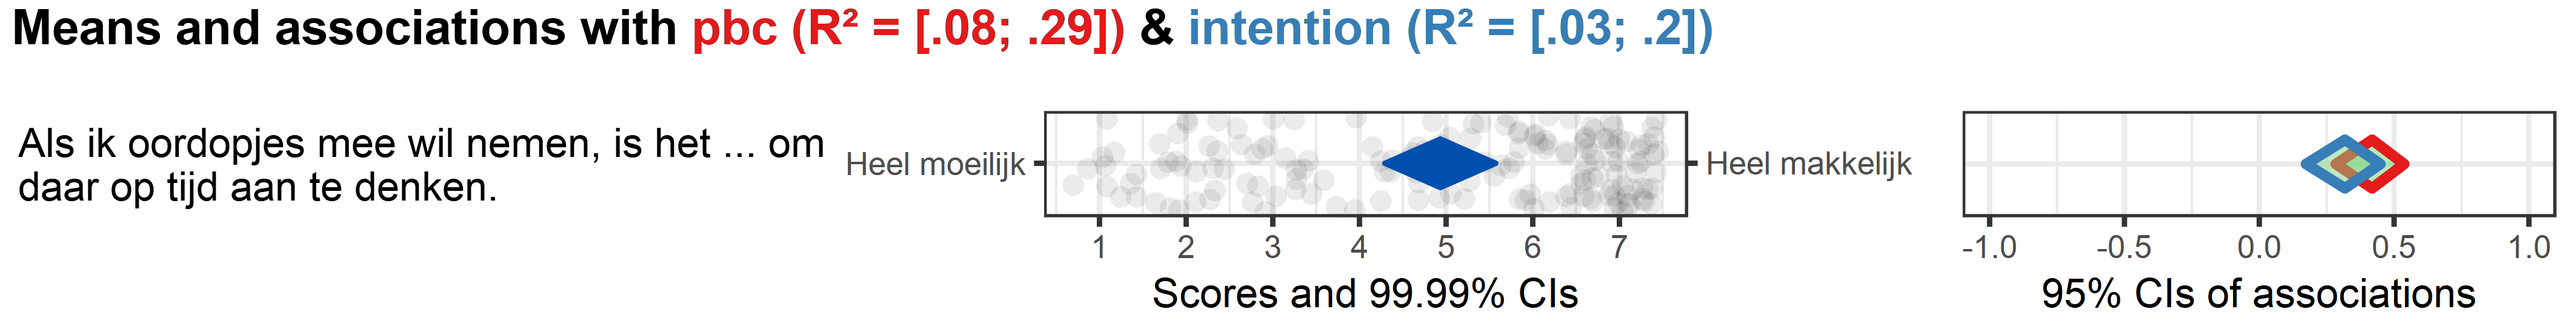 Means and associations with pbc (R² = [.08; .29]) & intention (R² = [.03; .2])
Als ik oordopjes mee wil nemen, is het ... om
daar op tijd aan te denken.
Heel moeilijk
Heel makkelijk
1 2 3 4 5 6 7
Scores and 99.99% CIs
-1.0 -0.5 0.0 0.5 1.0
95% CIs of associations